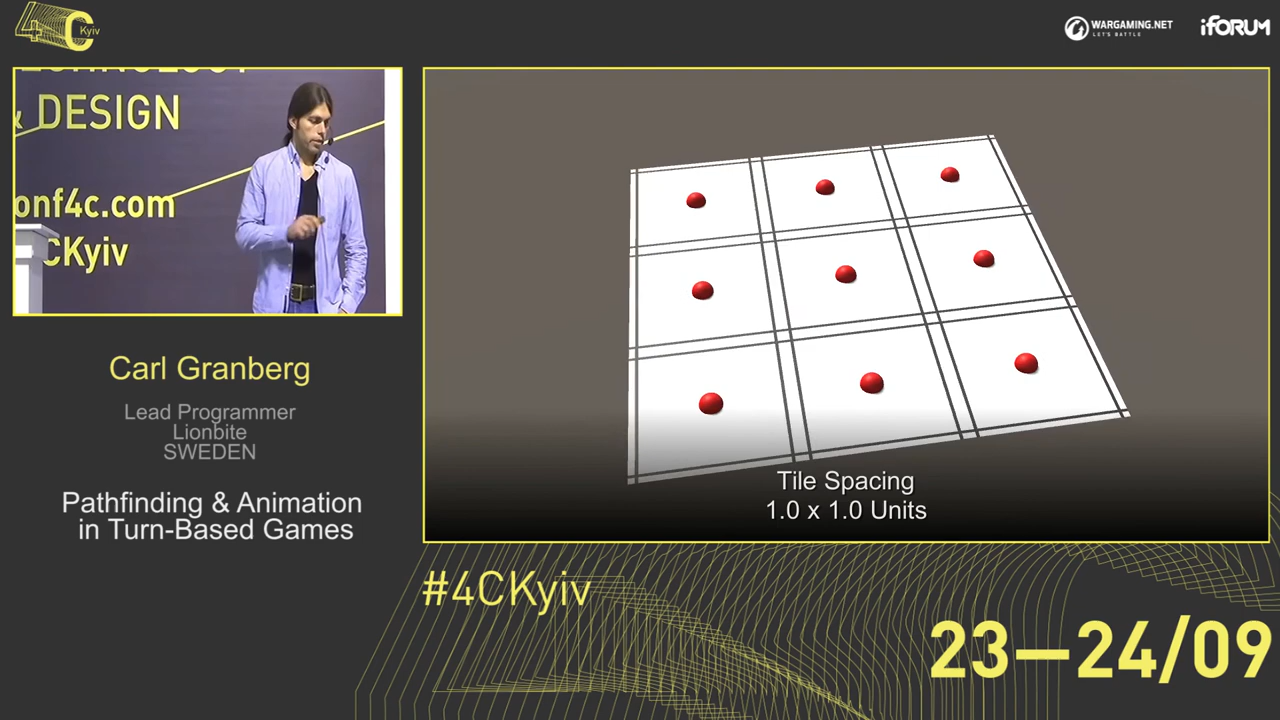 4C Kyiv
WARGAMING.NET
LET'S BATTLE
iFORUM
& DESIGN
onf4c.com
CKyiv
Carl Granberg
Lead Programmer
Lionbite
SWEDEN
Pathfinding & Animation
in Turn-Based Games
Tile Spacing
1.0 x 1.0 Units
#4CKyiv
23—24/09